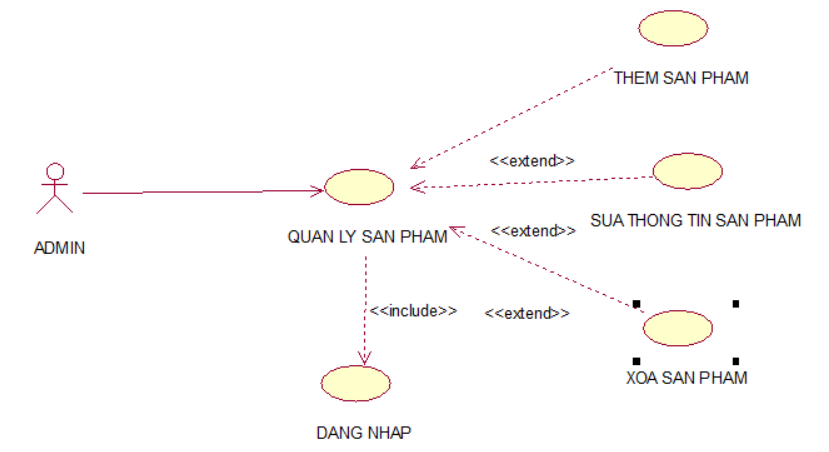 THEM SAN PHAM
<<extend>>
SUA THONG TIN SAN PHAM
ADMIN
QUAN LY SAN PHAM
<<extend>>
<<include>>
<<extend>>
XOA SAN PHAM
DANG NHAP